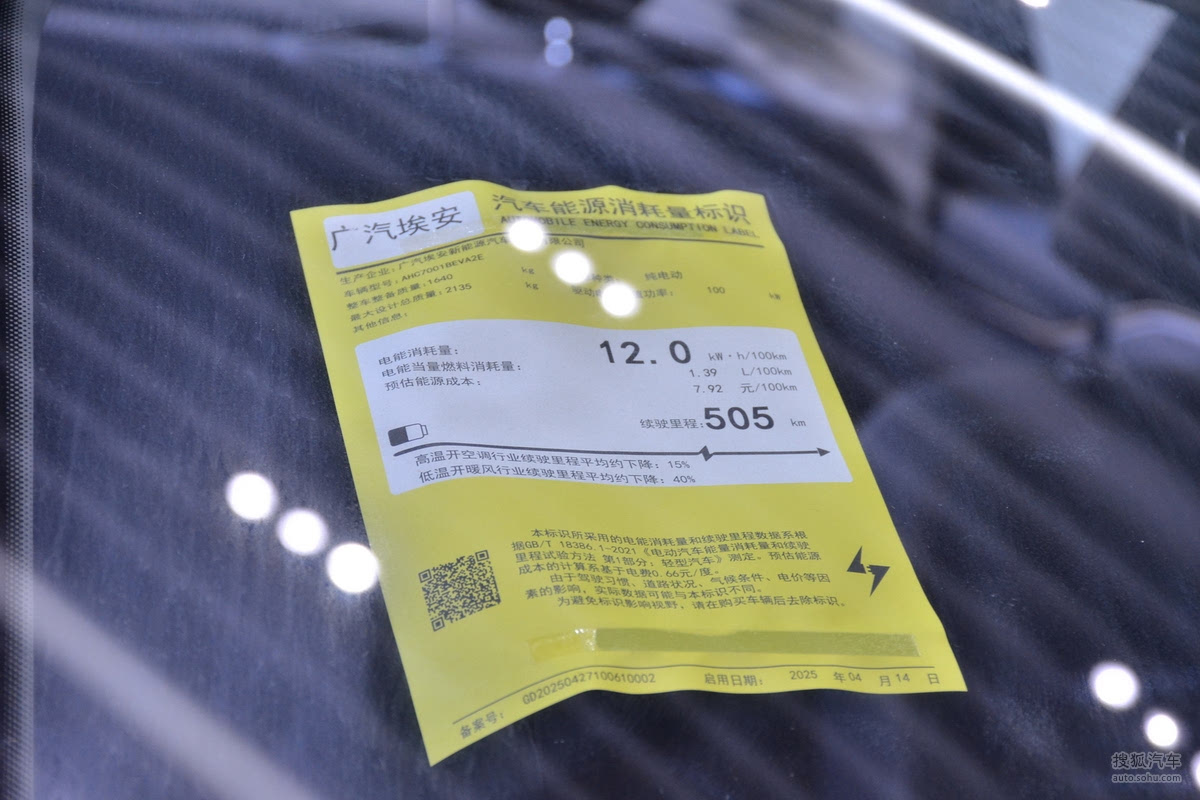 广汽埃安
汽车能源消耗量标识
AUTOMOBILE ENERGY CONSUMPTION LABEL
生产企业：广汽埃安新能源汽车 有限公司
车辆型号：AHC7001BEVA2E 种类： 纯电动
整车整备质量：1640 kg 驱动 功率： 100 kW
最大设计总质量：2135 kg
其他信息：
电能消耗量： 12.0 kW·h/100km
电能当量燃料消耗量： 1.39 L/100km
预估能源成本： 7.92 元/100km
续驶里程：505 km
高温开空调行业续驶里程平均约下降：15%
低温开暖风行业续驶里程平均约下降：40%
本标识所采用的电能消耗量和续驶里程数据系根
据GB/T 18386.1-2021《电动汽车能量消耗量和续驶
里程试验方法 第1部分：轻型汽车》测定。预估能源
成本的计算系基于电费0.66元/度。
由于驾驶习惯、道路状况、气候条件、电价等因
素的影响，实际数据可能与本标识不同。
为避免标识影响视野，请在购买车辆后去除标识。
备案号： GD20250427100610002 启用日期： 2025 年 04 月 14 日
搜狐汽车
auto.sohu.com